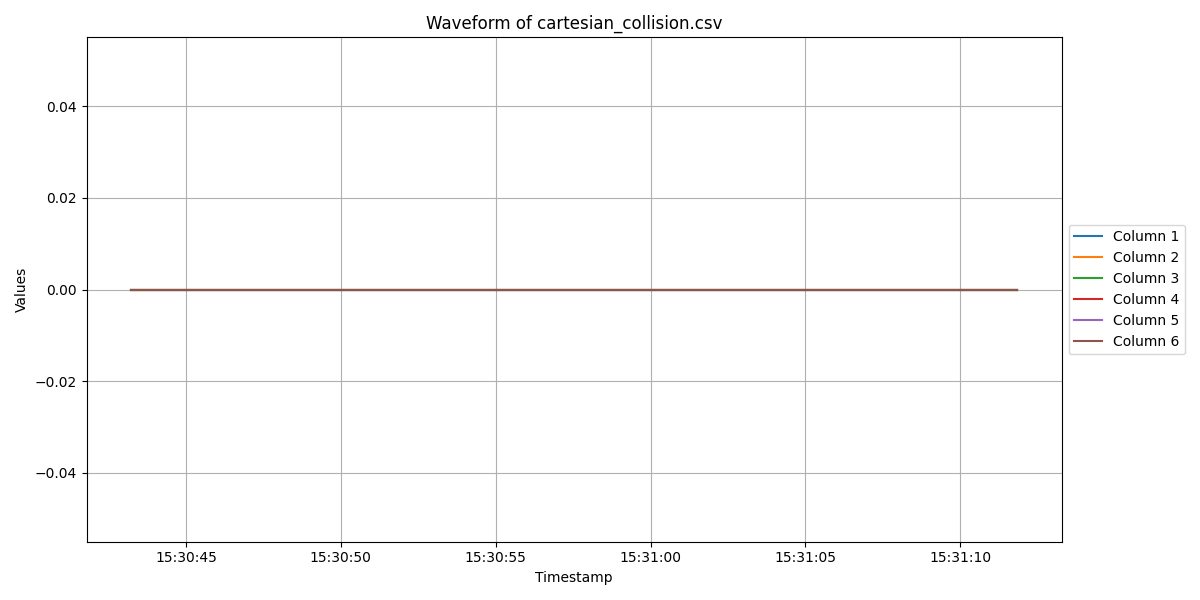 Waveform of cartesian_collision.csv
0.04
0.02
0.00
−0.02
−0.04
Values
15:30:45 15:30:50 15:30:55 15:31:00 15:31:05 15:31:10
Timestamp
Column 1
Column 2
Column 3
Column 4
Column 5
Column 6